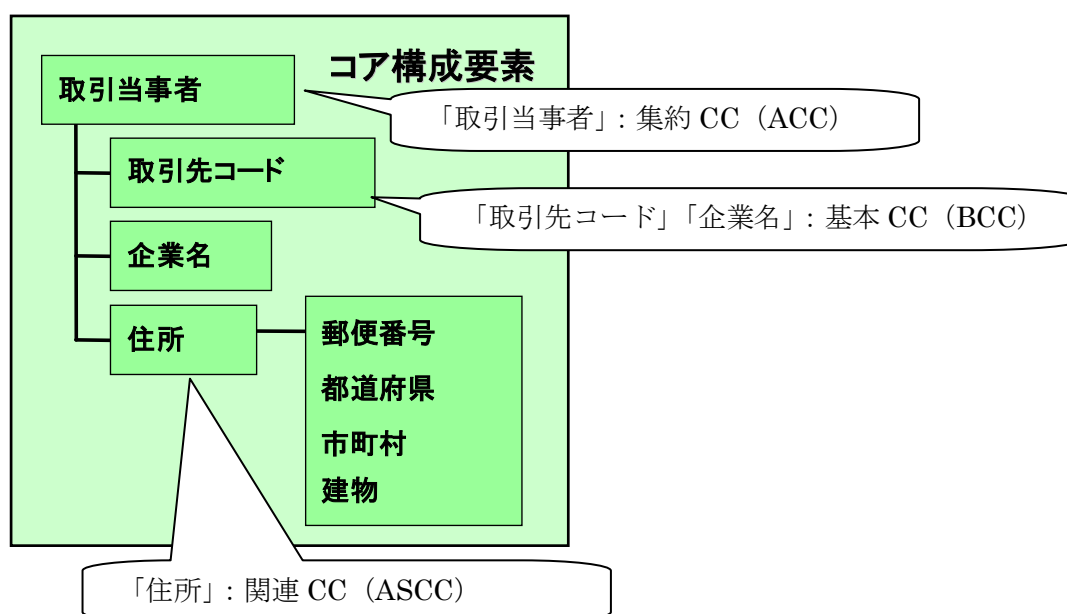 コア構成要素
取引当事者
「取引当事者」: 集約 CC（ACC）
取引先コード
「取引先コード」「企業名」: 基本 CC（BCC）
企業名
住所
郵便番号
都道府県
市町村
建物
「住所」: 関連 CC（ASCC）